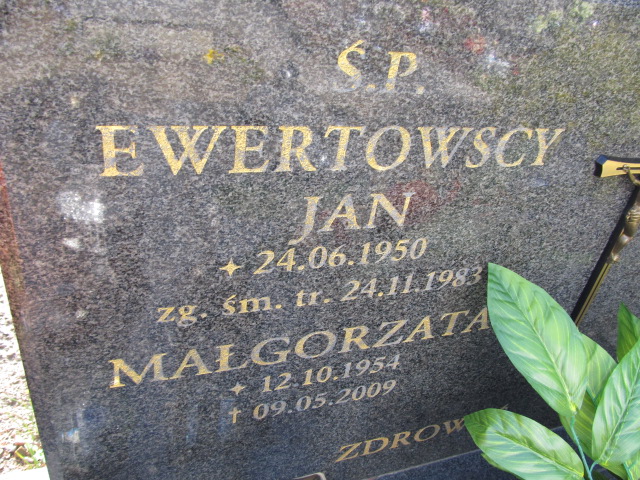 Ś.P.
EWERTOWSCY
JAN
✦ 24.06.1950
zg. śm. tr. 24.11.1983
MAŁGORZATA
✦ 12.10.1954
† 09.05.2009